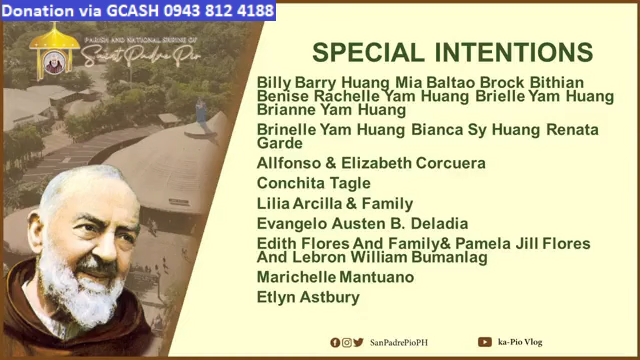 Donation via GCASH 0943 812 4188
PARISH AND NATIONAL SHRINE OF
Saint Padre Pio
SPECIAL INTENTIONS
Billy Barry Huang Mia Baltao Brock Bithian
Benise Rachelle Yam Huang Brielle Yam Huang
Brianne Yam Huang
Brinelle Yam Huang Bianca Sy Huang Renata
Garde
Allfonso & Elizabeth Corcuera
Conchita Tagle
Lilia Arcilla & Family
Evangelo Austen B. Deladia
Edith Flores And Family& Pamela Jill Flores
And Lebron William Bumanlag
Marichelle Mantuano
Etlyn Astbury
SanPadrePioPH
ka-Pio Vlog